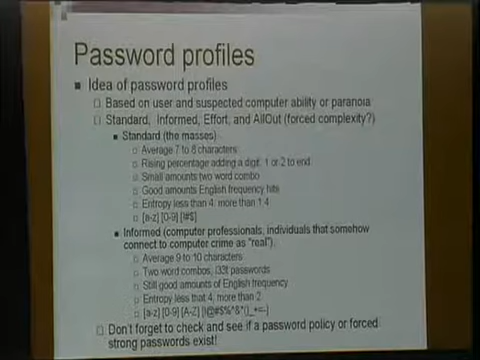 Password profiles
Idea of password profiles
Based on user and suspected computer ability or paranoia
Standard, Informed, Effort, and AllOut (forced complexity?)
Standard (the masses)
Average 7 to 8 characters
Rising percentage adding a digit, 1 or 2 to end
Small amounts two word combo
Good amounts English frequency hits
Entropy less than 4, more than 1.4
[a-z] [0-9] [!#$]
Informed (computer professionals, individuals that somehow
connect to computer crime as "real").
Average 9 to 10 characters
Two word combos, l33t passwords
Still good amounts of English frequency
Entropy less that 4, more than 2
[a-z] [0-9] [A-Z] [!@#$%^&*()_+=-]
Don't forget to check and see if a password policy or forced
strong passwords exist!